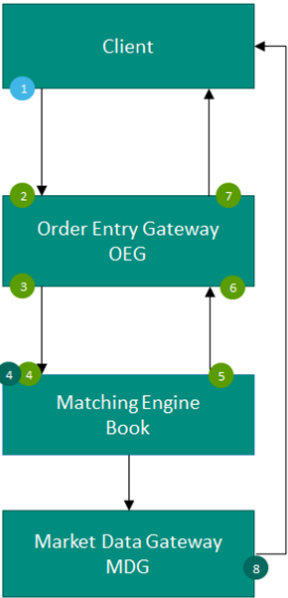 Client
1
2
7
Order Entry Gateway
OEG
3
6
4
4
5
Matching Engine
Book
Market Data Gateway
MDG
8